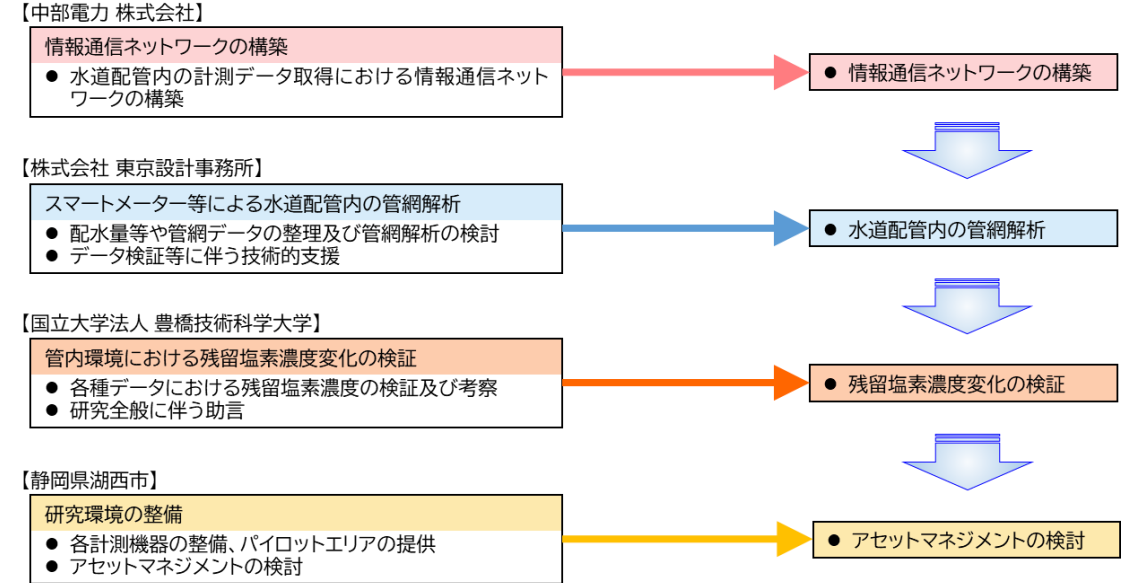 【中部電力 株式会社】
情報通信ネットワークの構築
● 水道配管内の計測データ取得における情報通信ネット
ワークの構築
● 情報通信ネットワークの構築
【株式会社 東京設計事務所】
スマートメーター等による水道配管内の管網解析
● 配水量等や管網データの整理及び管網解析の検討
● データ検証等に伴う技術的支援
● 水道配管内の管網解析
【国立大学法人 豊橋技術科学大学】
管内環境における残留塩素濃度変化の検証
● 各種データにおける残留塩素濃度の検証及び考察
● 研究全般に伴う助言
● 残留塩素濃度変化の検証
【静岡県湖西市】
研究環境の整備
● 各計測機器の整備、パイロットエリアの提供
● アセットマネジメントの検討
● アセットマネジメントの検討